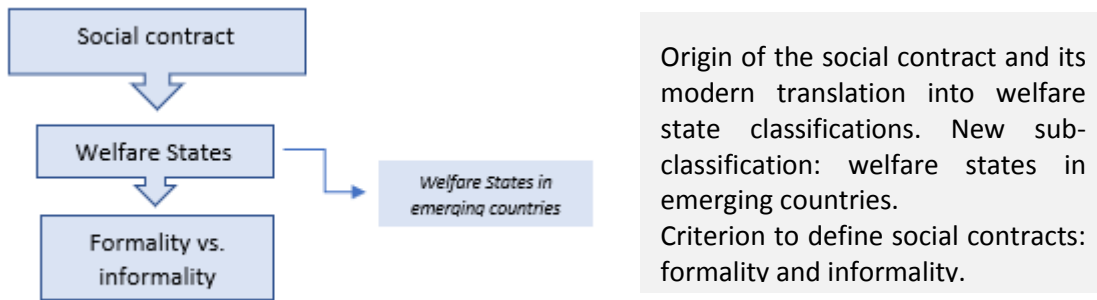 Social contract
Welfare States
Welfare States in
emerging countries
Formality vs.
informality
Origin of the social contract and its
modern translation into welfare
state classifications. New sub-
classification: welfare states in
emerging countries.
Criterion to define social contracts:
formality and informality.